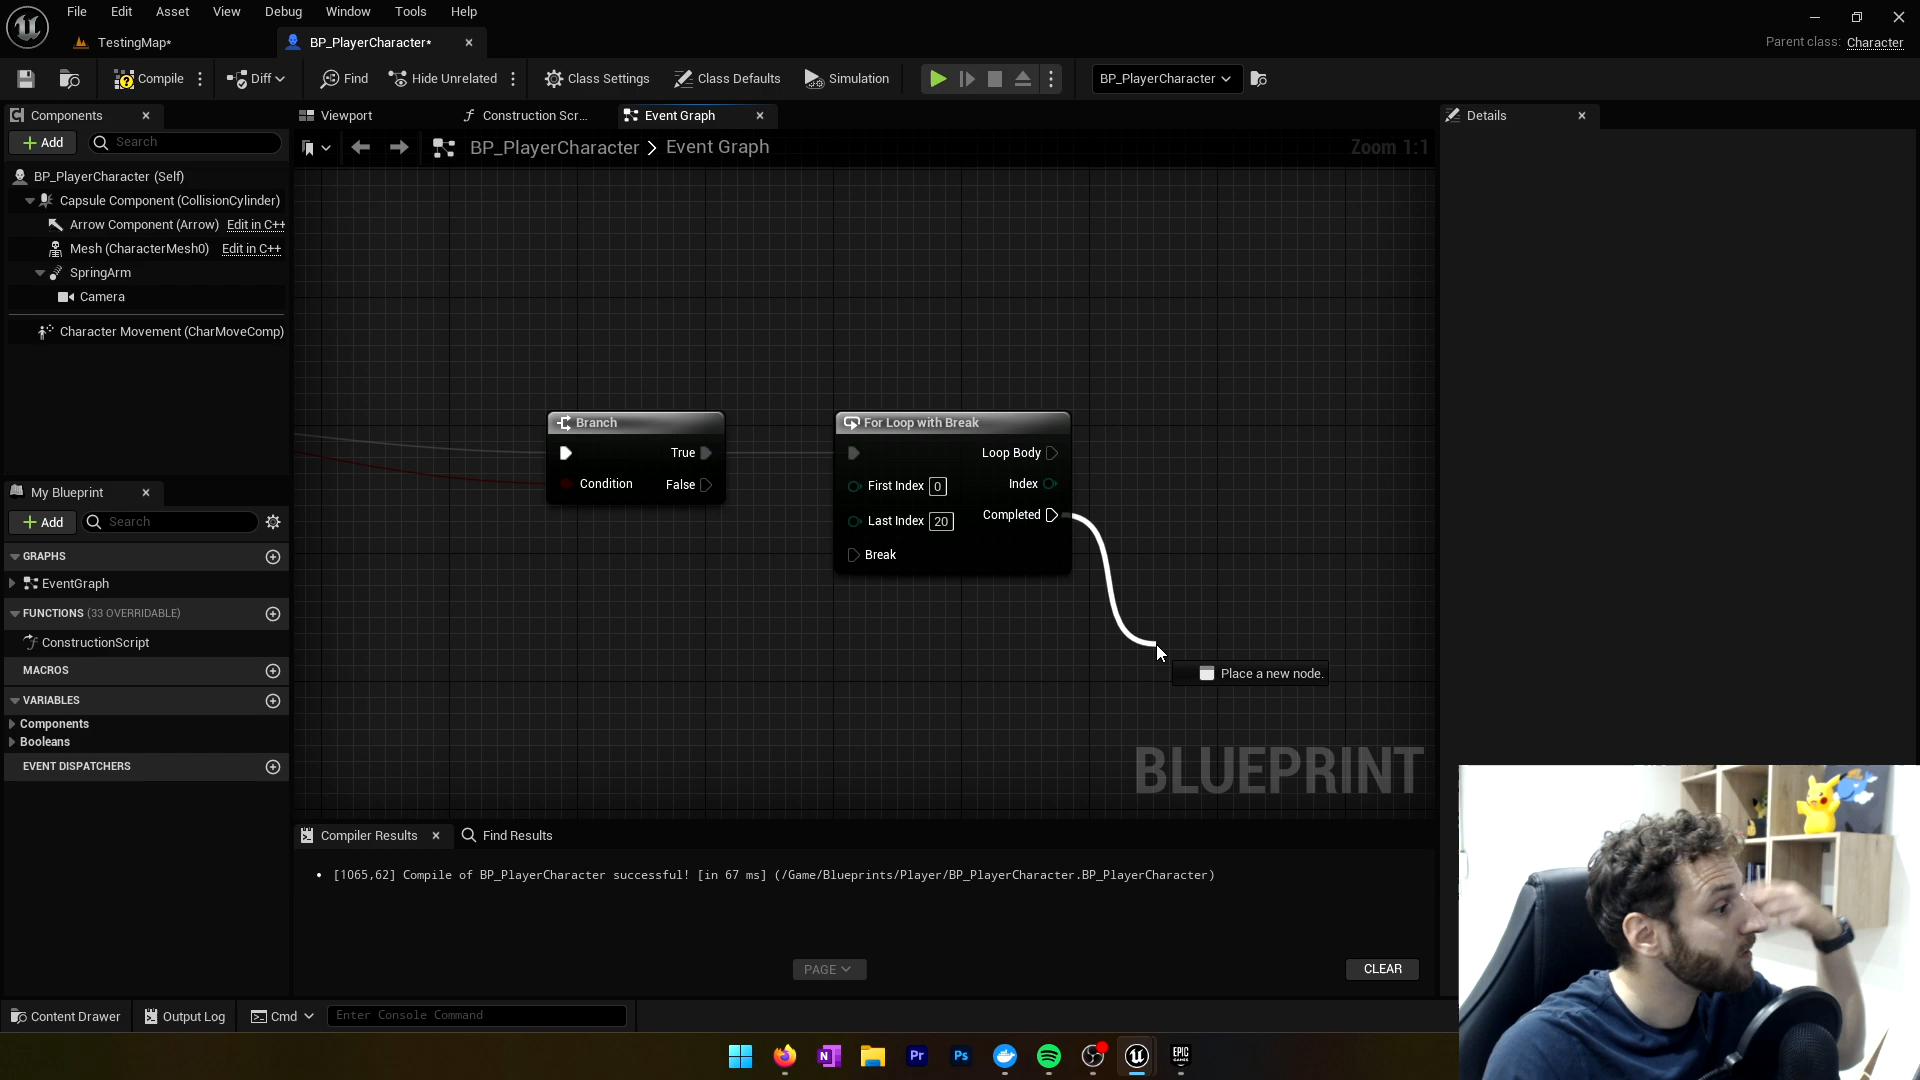 File Edit Asset View Debug Window Tools Help
TestingMap*
BP_PlayerCharacter*
Parent class: Character
Compile
Diff
Find
Hide Unrelated
Class Settings
Class Defaults
Simulation
BP_PlayerCharacter
Components
Viewport
Construction Scr...
Event Graph
Details
Add
Search
BP_PlayerCharacter > Event Graph
Zoom 1:1
BP_PlayerCharacter (Self)
Capsule Component (CollisionCylinder)
Arrow Component (Arrow) Edit in C++
Mesh (CharacterMesh0) Edit in C++
SpringArm
Camera
Character Movement (CharMoveComp)
Branch
True
Condition
False
For Loop with Break
Loop Body
First Index 0
Index
Last Index 20
Completed
Break
Place a new node.
BLUEPRINT
My Blueprint
Add
Search
GRAPHS
EventGraph
FUNCTIONS (33 OVERRIDABLE)
ConstructionScript
MACROS
VARIABLES
Components
Booleans
EVENT DISPATCHERS
Compiler Results
Find Results
[1065,62] Compile of BP_PlayerCharacter successful! [in 67 ms] (/Game/Blueprints/Player/BP_PlayerCharacter.BP_PlayerCharacter)
PAGE
CLEAR
Content Drawer
Output Log
Cmd
Enter Console Command
N
Pr
Ps
EPIC
GAMES